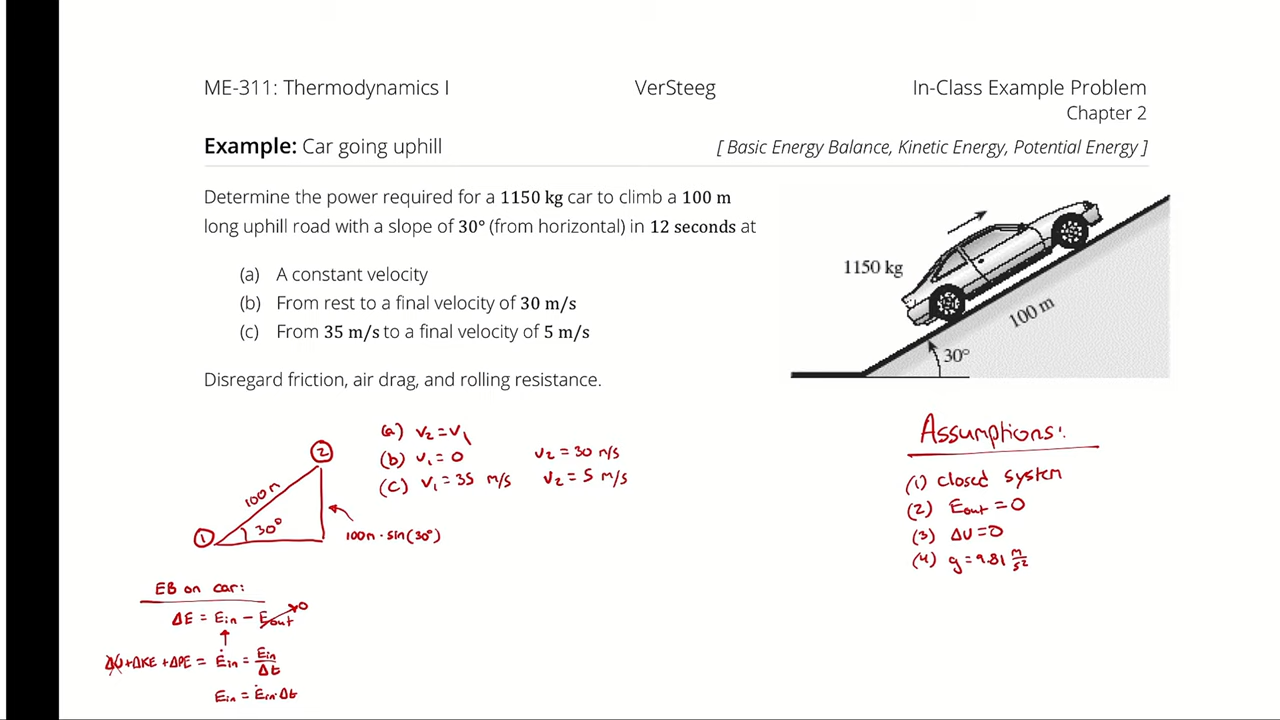 ME-311: Thermodynamics I VerSteeg In-Class Example Problem
Chapter 2
Example: Car going uphill [ Basic Energy Balance, Kinetic Energy, Potential Energy ]
Determine the power required for a 1150 kg car to climb a 100 m
long uphill road with a slope of 30° (from horizontal) in 12 seconds at
(a) A constant velocity
(b) From rest to a final velocity of 30 m/s
(c) From 35 m/s to a final velocity of 5 m/s
Disregard friction, air drag, and rolling resistance.
1150 kg
100 m
30°
(a) v₂ = v₁
(b) v₁ = 0 v₂ = 30 m/s
(c) v₁ = 35 m/s v₂ = 5 m/s
2
100m
30°
1
100m · sin(30°)
Assumptions:
(1) closed system
(2) Eout = 0
(3) ΔU = 0
(4) g = 9.81 m/s²
EB on car:
ΔE = Ein − Eout 0
ΔU + ΔKE + ΔPE = Ėin = Ein/Δt
Ein = Ėin · Δt